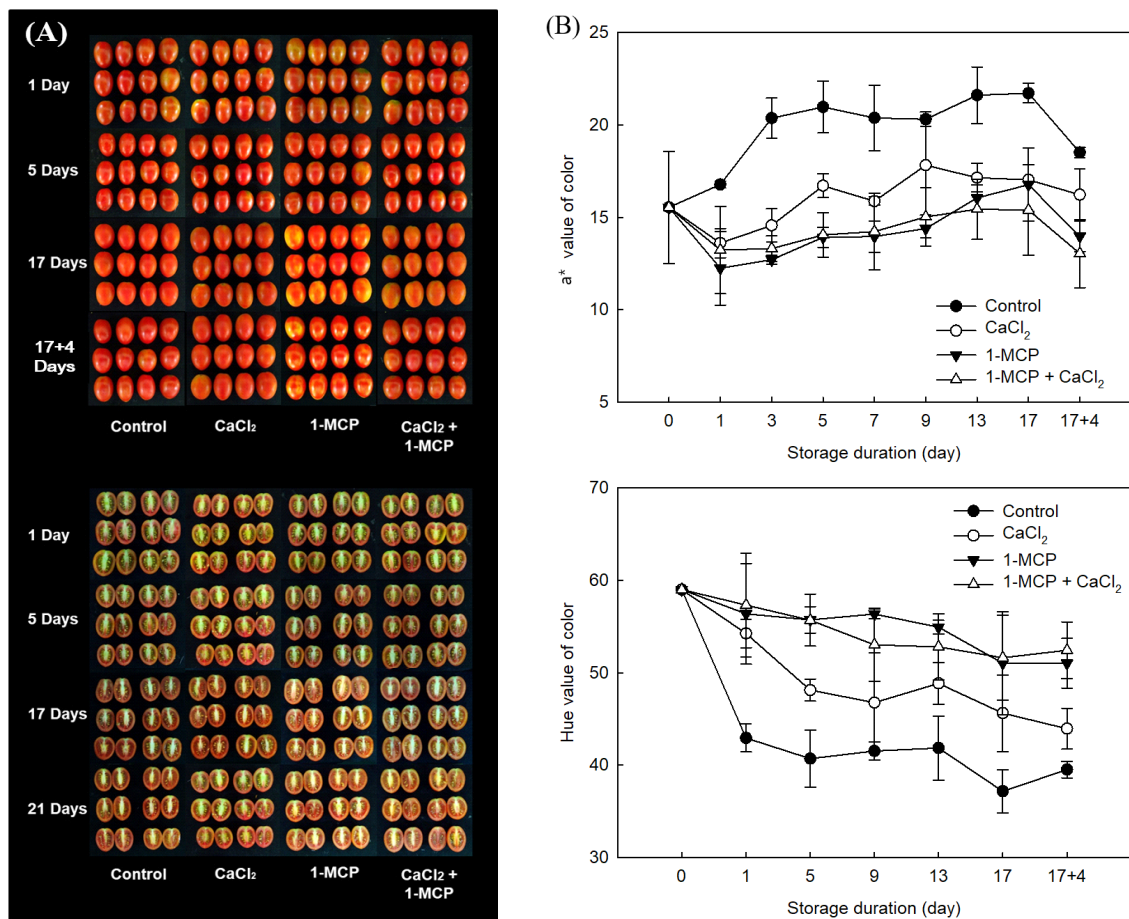 (A)
1 Day
5 Days
17 Days
17+4
Days
Control
CaCl₂
1-MCP
CaCl₂ +
1-MCP
1 Day
5 Days
17 Days
21 Days
Control
CaCl₂
1-MCP
CaCl₂ +
1-MCP
(B)
25
20
15
10
5
a* value of color
Control
CaCl₂
1-MCP
1-MCP + CaCl₂
0 1 3 5 7 9 13 17 17+4
Storage duration (day)
70
60
50
40
30
Hue value of color
Control
CaCl₂
1-MCP
1-MCP + CaCl₂
0 1 5 9 13 17 17+4
Storage duration (day)